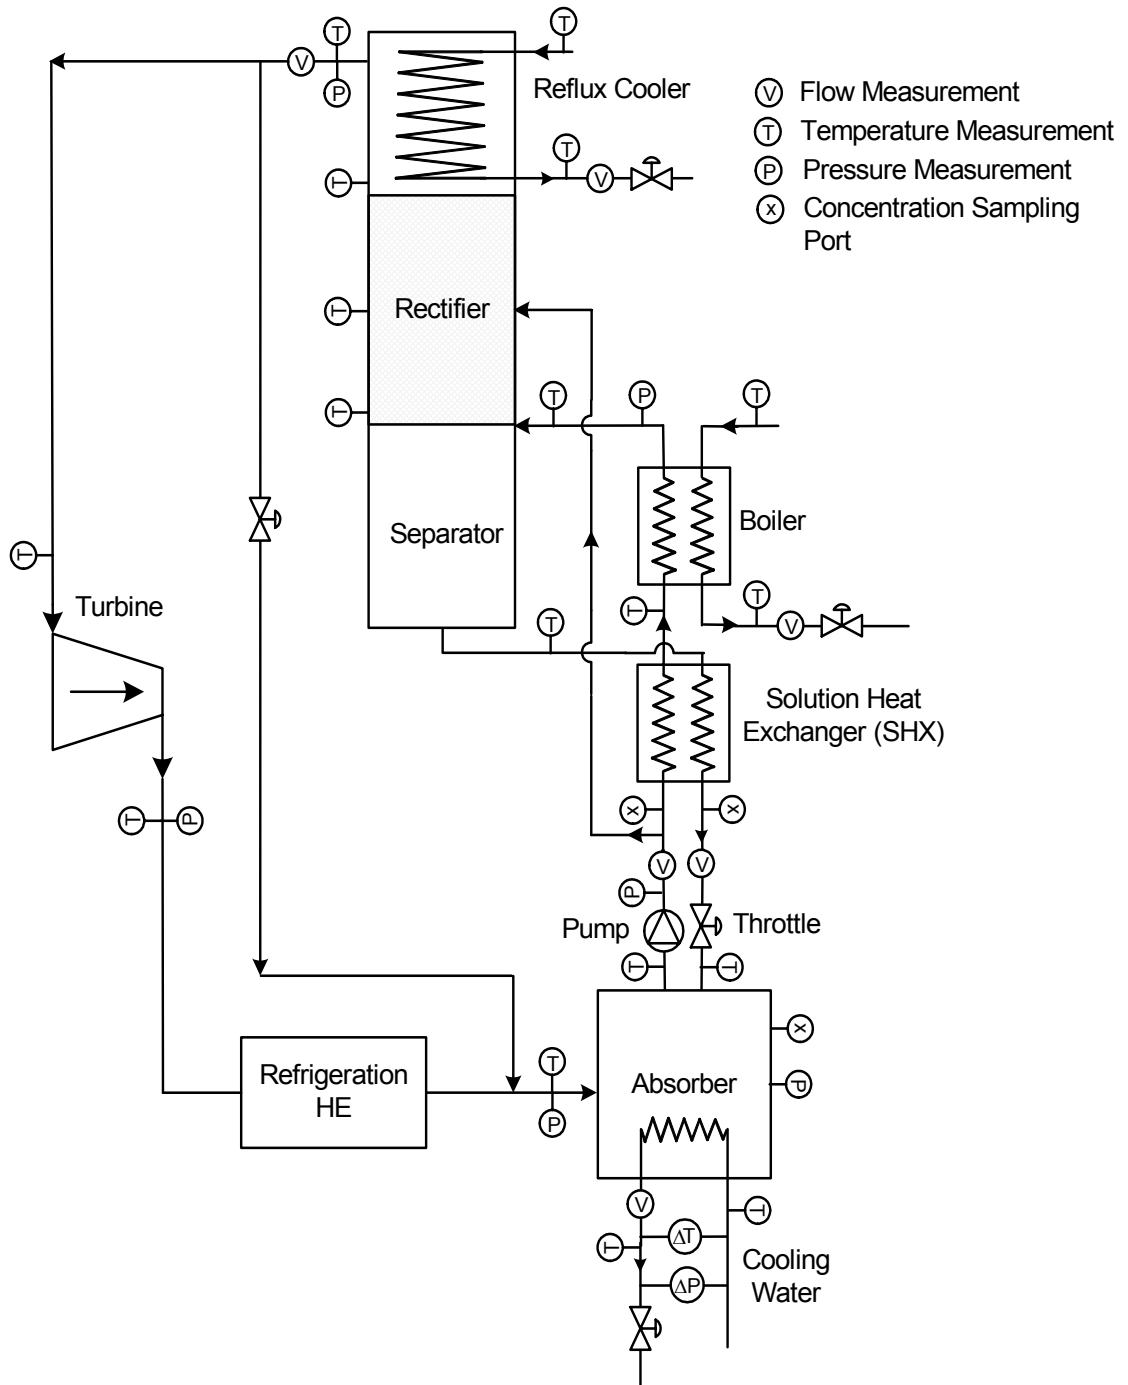 T
T
V
P
Reflux Cooler
V Flow Measurement
T Temperature Measurement
P Pressure Measurement
x Concentration Sampling
Port
T
V
T
T
Rectifier
T
T
P
T
Separator
Boiler
T
T
T
V
Turbine
T
Solution Heat
Exchanger (SHX)
x
x
T
P
V
V
P
Pump
Throttle
T
T
x
Refrigeration
HE
T
P
Absorber
P
V
T
T
ΔT
ΔP
Cooling
Water